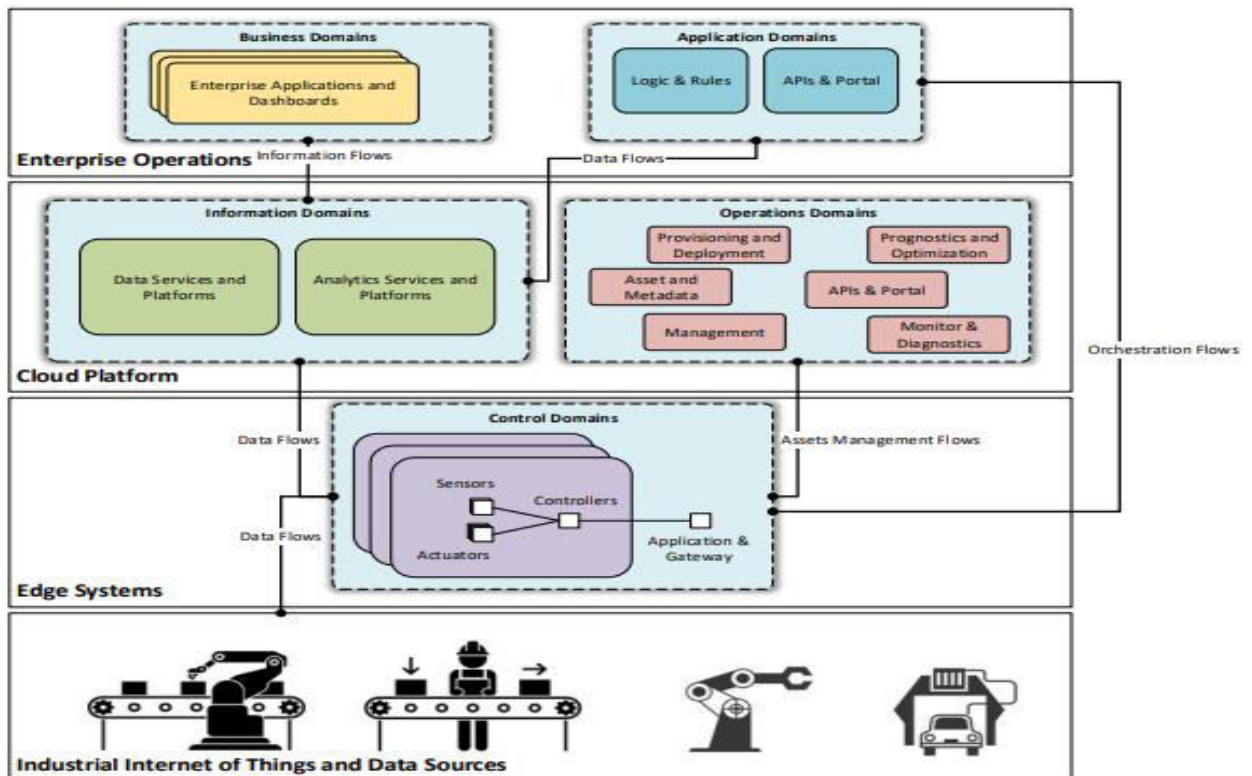 Business Domains
Enterprise Applications and
Dashboards
Application Domains
Logic & Rules
APIs & Portal
Enterprise Operations
Information Flows
Data Flows
Information Domains
Data Services and
Platforms
Analytics Services and
Platforms
Operations Domains
Provisioning and
Deployment
Prognostics and
Optimization
Asset and
Metadata
APIs & Portal
Management
Monitor &
Diagnostics
Cloud Platform
Orchestration Flows
Control Domains
Data Flows
Assets Management Flows
Sensors
Controllers
Data Flows
Actuators
Application &
Gateway
Edge Systems
Industrial Internet of Things and Data Sources